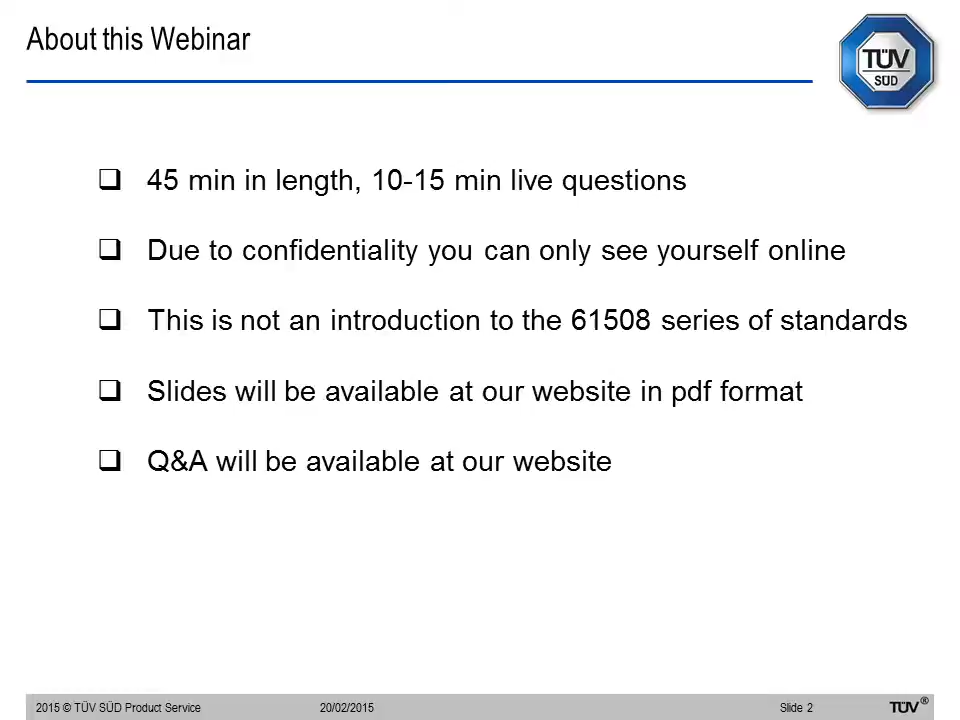 About this Webinar
TÜV
SÜD
45 min in length, 10-15 min live questions
Due to confidentiality you can only see yourself online
This is not an introduction to the 61508 series of standards
Slides will be available at our website in pdf format
Q&A will be available at our website
2015 © TÜV SÜD Product Service 20/02/2015 Slide 2 TÜV®